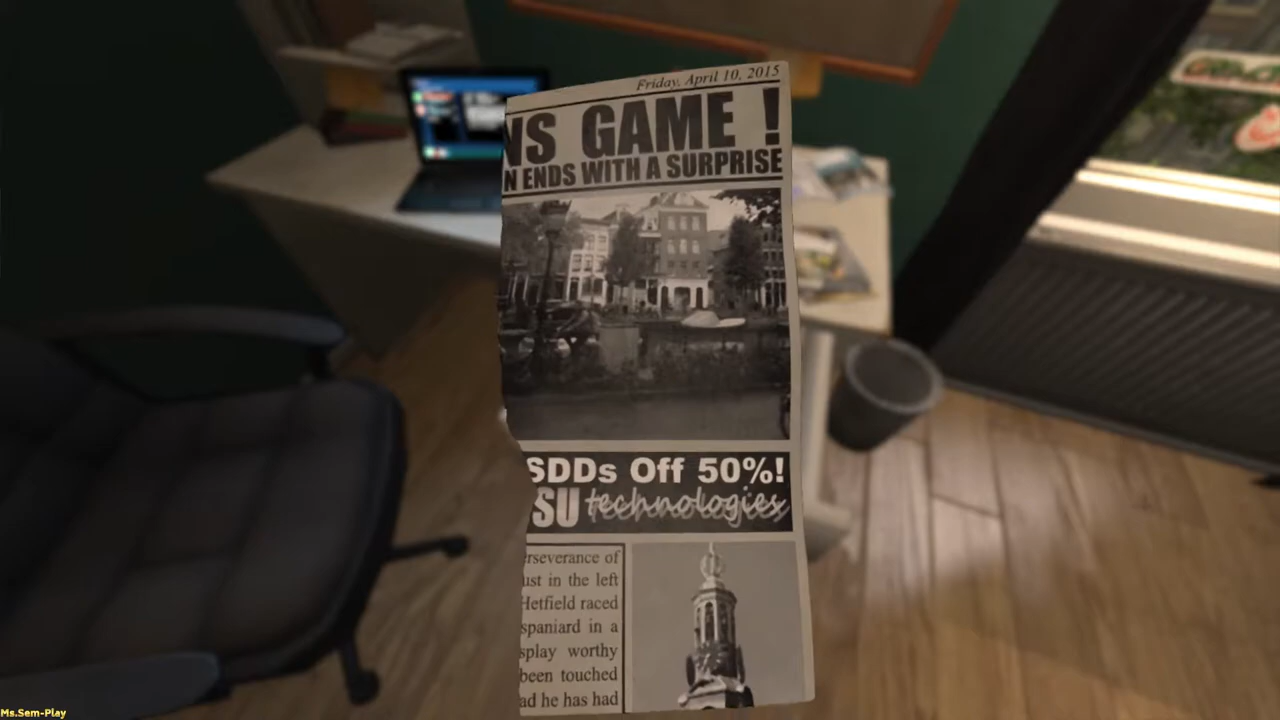 Friday, April 10, 2015
NS GAME !
N ENDS WITH A SURPRISE
SDDs Off 50%!
SU technologies
erseverance of
ust in the left
Hetfield raced
spaniard in a
splay worthy
been touched
ad he has had
Ms.Sem-Play